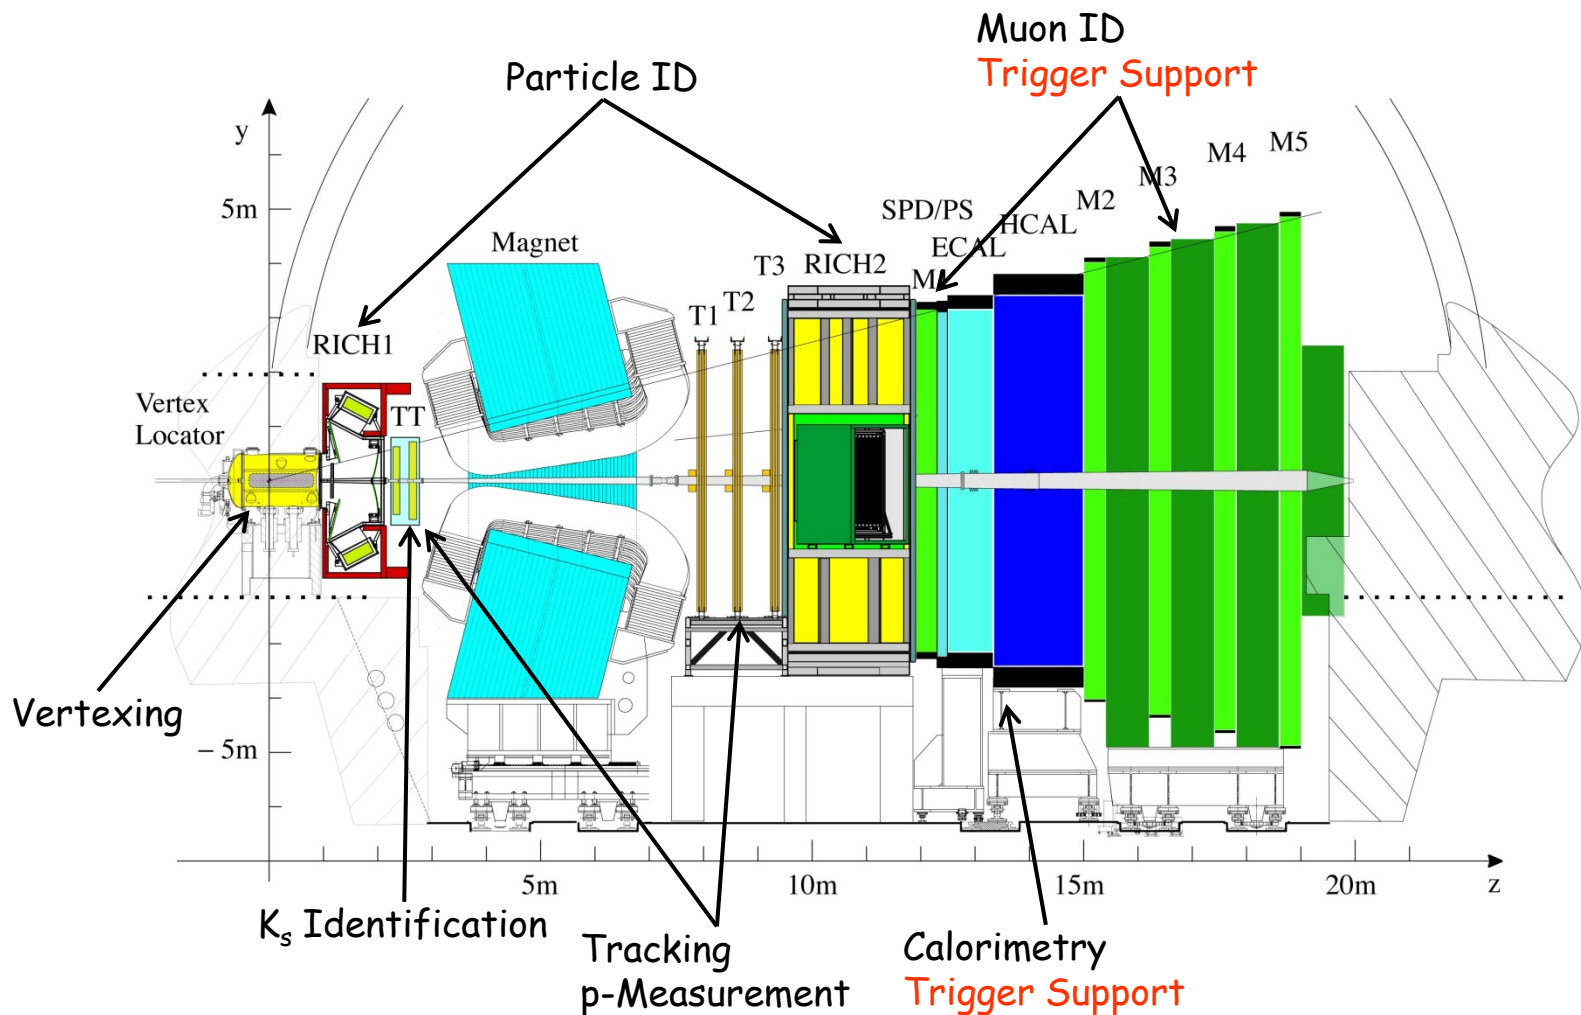 Muon ID
Trigger Support
Particle ID
y
5m
M5
M4
M3
M2
SPD/PS
HCAL
ECAL
M1
Magnet
T3
RICH2
T2
T1
RICH1
TT
Vertex
Locator
Vertexing
– 5m
5m
10m
15m
20m
z
Ks Identification
Tracking
p-Measurement
Calorimetry
Trigger Support